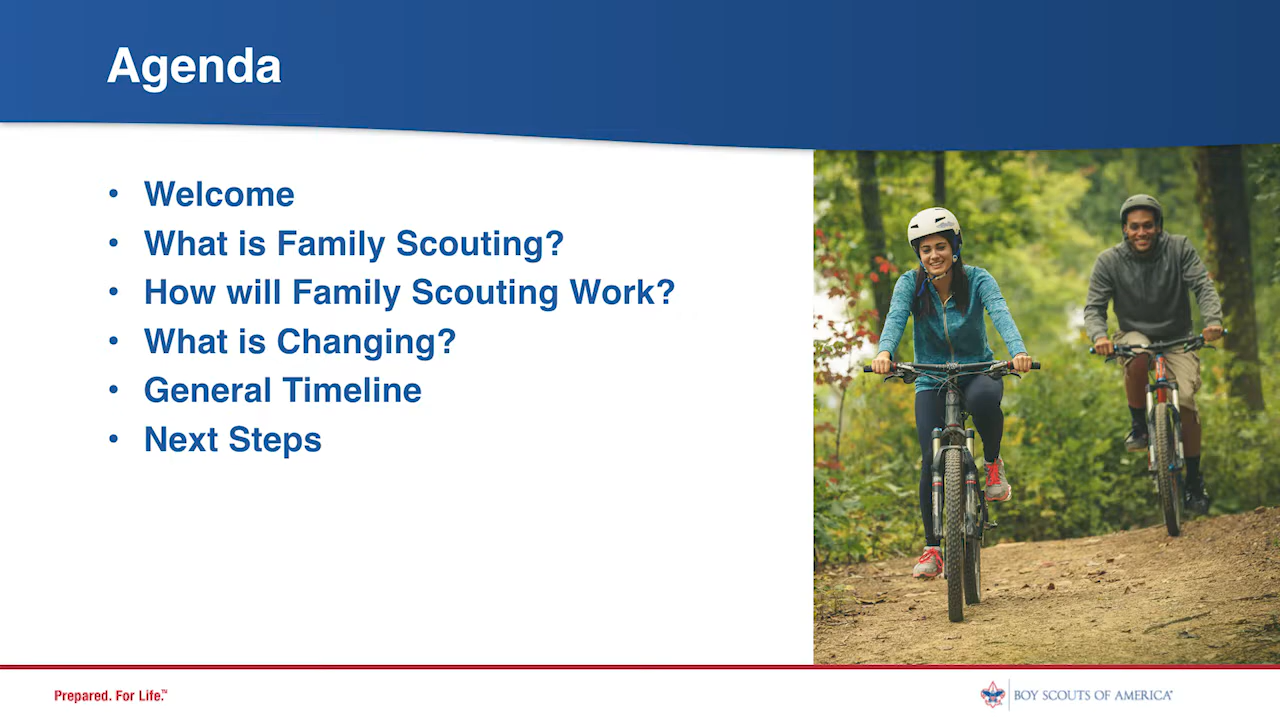 Agenda
• Welcome
• What is Family Scouting?
• How will Family Scouting Work?
• What is Changing?
• General Timeline
• Next Steps
Prepared. For Life.™
BOY SCOUTS OF AMERICA®